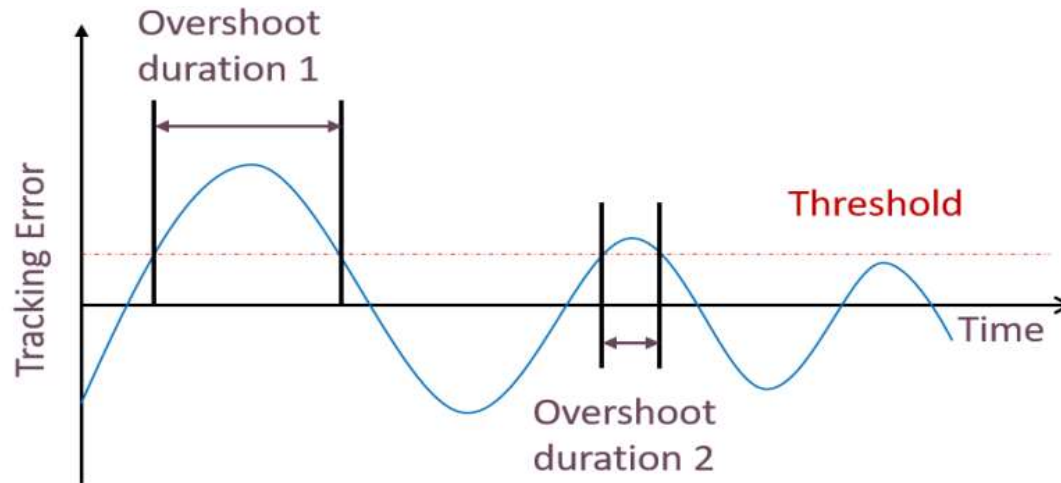 Overshoot
duration 1
Tracking Error
Threshold
Time
Overshoot
duration 2